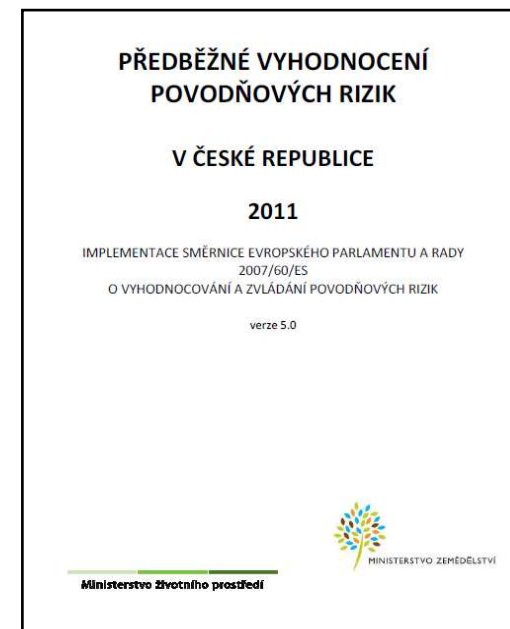 PŘEDBĚŽNÉ VYHODNOCENÍ
POVODŇOVÝCH RIZIK
V ČESKÉ REPUBLICE
2011
IMPLEMENTACE SMĚRNICE EVROPSKÉHO PARLAMENTU A RADY
2007/60/ES
O VYHODNOCOVÁNÍ A ZVLÁDÁNÍ POVODŇOVÝCH RIZIK
verze 5.0
MINISTERSTVO ZEMĚDĚLSTVÍ
Ministerstvo životního prostředí